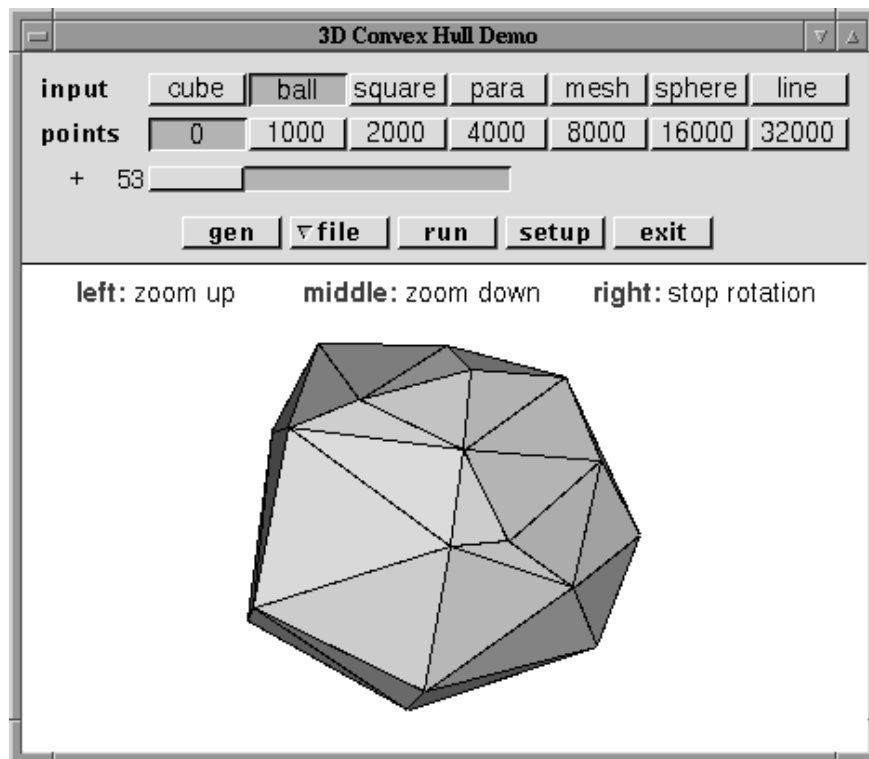 3D Convex Hull Demo
input cube ball square para mesh sphere line
points 0 1000 2000 4000 8000 16000 32000
+ 53
gen file run setup exit
left: zoom up middle: zoom down right: stop rotation